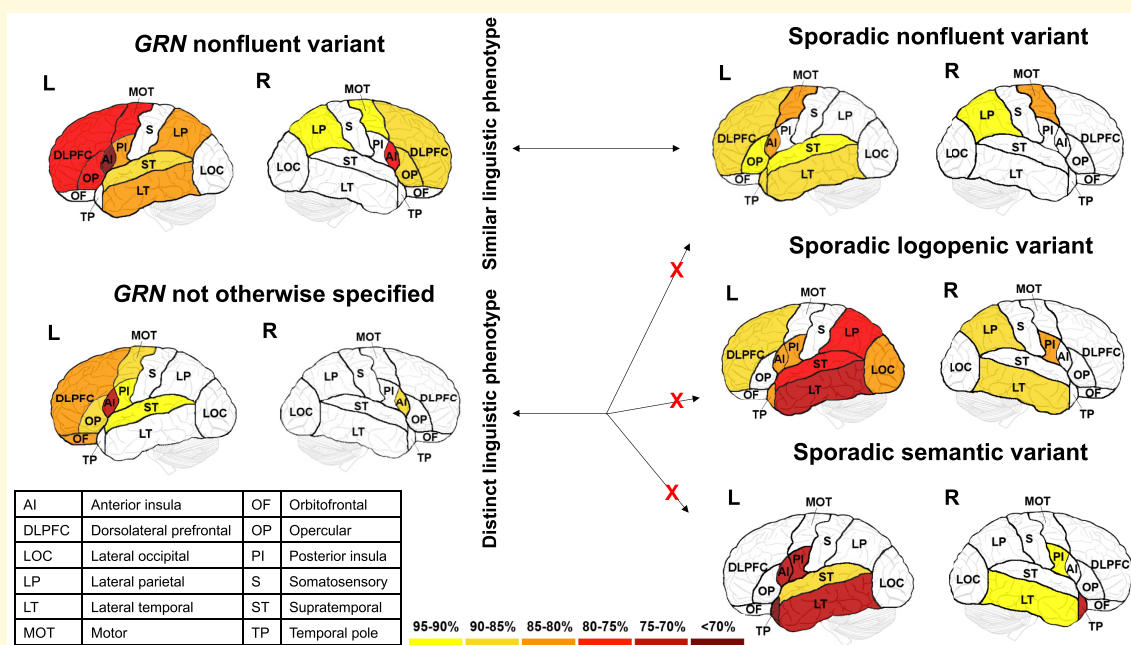 GRN nonfluent variant
L
R
MOT
MOT
DLPFC
OP
AI
PI
S
LP
ST
LT
LOC
OF
TP
LP
S
PI
AI
DLPFC
OP
ST
LT
LOC
OF
TP
Similar linguistic phenotype
Sporadic nonfluent variant
L
R
MOT
MOT
DLPFC
OP
AI
PI
S
LP
ST
LT
LOC
OF
TP
LP
S
PI
AI
DLPFC
OP
ST
LT
LOC
OF
TP
GRN not otherwise specified
L
R
MOT
MOT
DLPFC
OP
AI
PI
S
LP
ST
LT
LOC
OF
TP
LP
S
PI
AI
DLPFC
OP
ST
LT
LOC
OF
TP
Distinct linguistic phenotype
X
X
X
Sporadic logopenic variant
L
R
MOT
MOT
DLPFC
OP
AI
PI
S
LP
ST
LT
LOC
OF
TP
LP
S
PI
AI
DLPFC
OP
ST
LT
LOC
OF
TP
Sporadic semantic variant
L
R
MOT
MOT
DLPFC
OP
AI
PI
S
LP
ST
LT
LOC
OF
TP
LP
S
PI
AI
DLPFC
OP
ST
LT
LOC
OF
TP
AI Anterior insula OF Orbitofrontal
DLPFC Dorsolateral prefrontal OP Opercular
LOC Lateral occipital PI Posterior insula
LP Lateral parietal S Somatosensory
LT Lateral temporal ST Supratemporal
MOT Motor TP Temporal pole
95-90% 90-85% 85-80% 80-75% 75-70% <70%